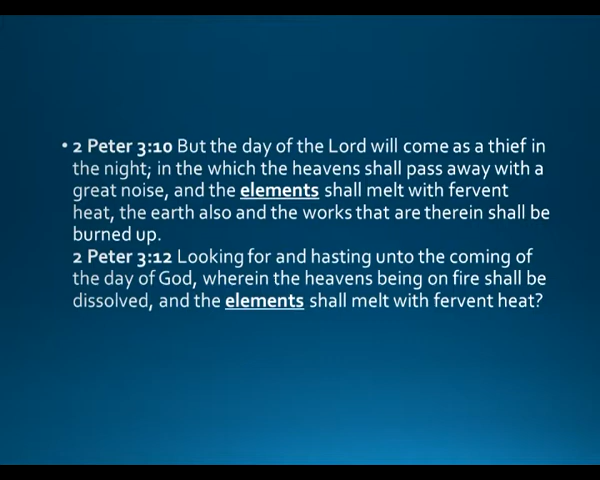 • 2 Peter 3:10 But the day of the Lord will come as a thief in
the night; in the which the heavens shall pass away with a
great noise, and the elements shall melt with fervent
heat, the earth also and the works that are therein shall be
burned up.
2 Peter 3:12 Looking for and hasting unto the coming of
the day of God, wherein the heavens being on fire shall be
dissolved, and the elements shall melt with fervent heat?